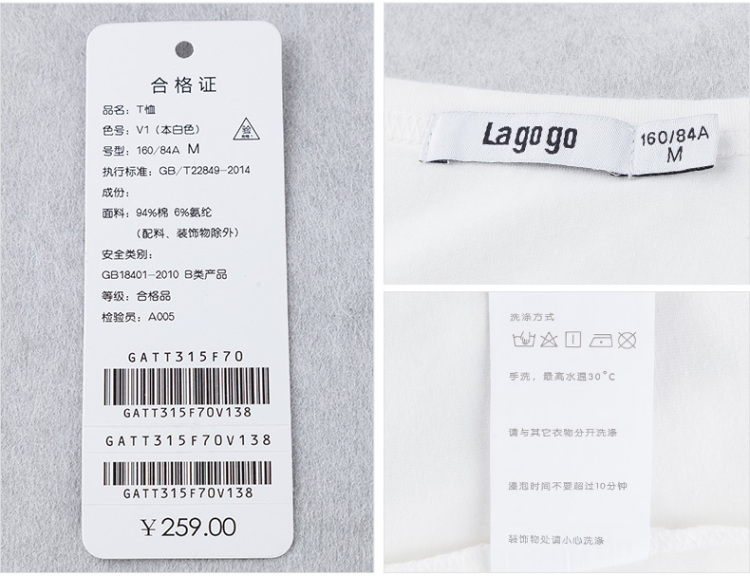 合格证
品名：T恤
色号：V1（本白色）
验
号型：160/84A M
执行标准：GB/T22849-2014
成份：
面料：94%棉 6%氨纶
（配料、装饰物除外）
安全类别：
GB18401-2010 B类产品
等级：合格品
检验员：A005
GATT315F70
GATT315F70V138
GATT315F70V138
GATT315F70V138
￥259.00
Lagogo
160/84A
M
洗涤方式
手洗，最高水温30°C
请与其它衣物分开洗涤
浸泡时间不要超过10分钟
装饰物处请小心洗涤